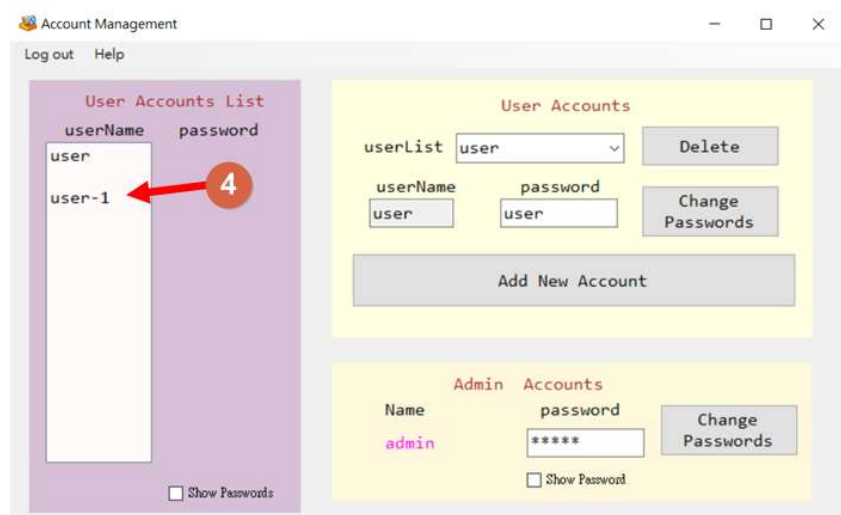 Account Management
Log out Help
User Accounts List
userName password
user
user-1
4
Show Passwords
User Accounts
userList user Delete
userName password
user user Change Passwords
Add New Account
Admin Accounts
Name password
admin ***** Change Passwords
Show Password